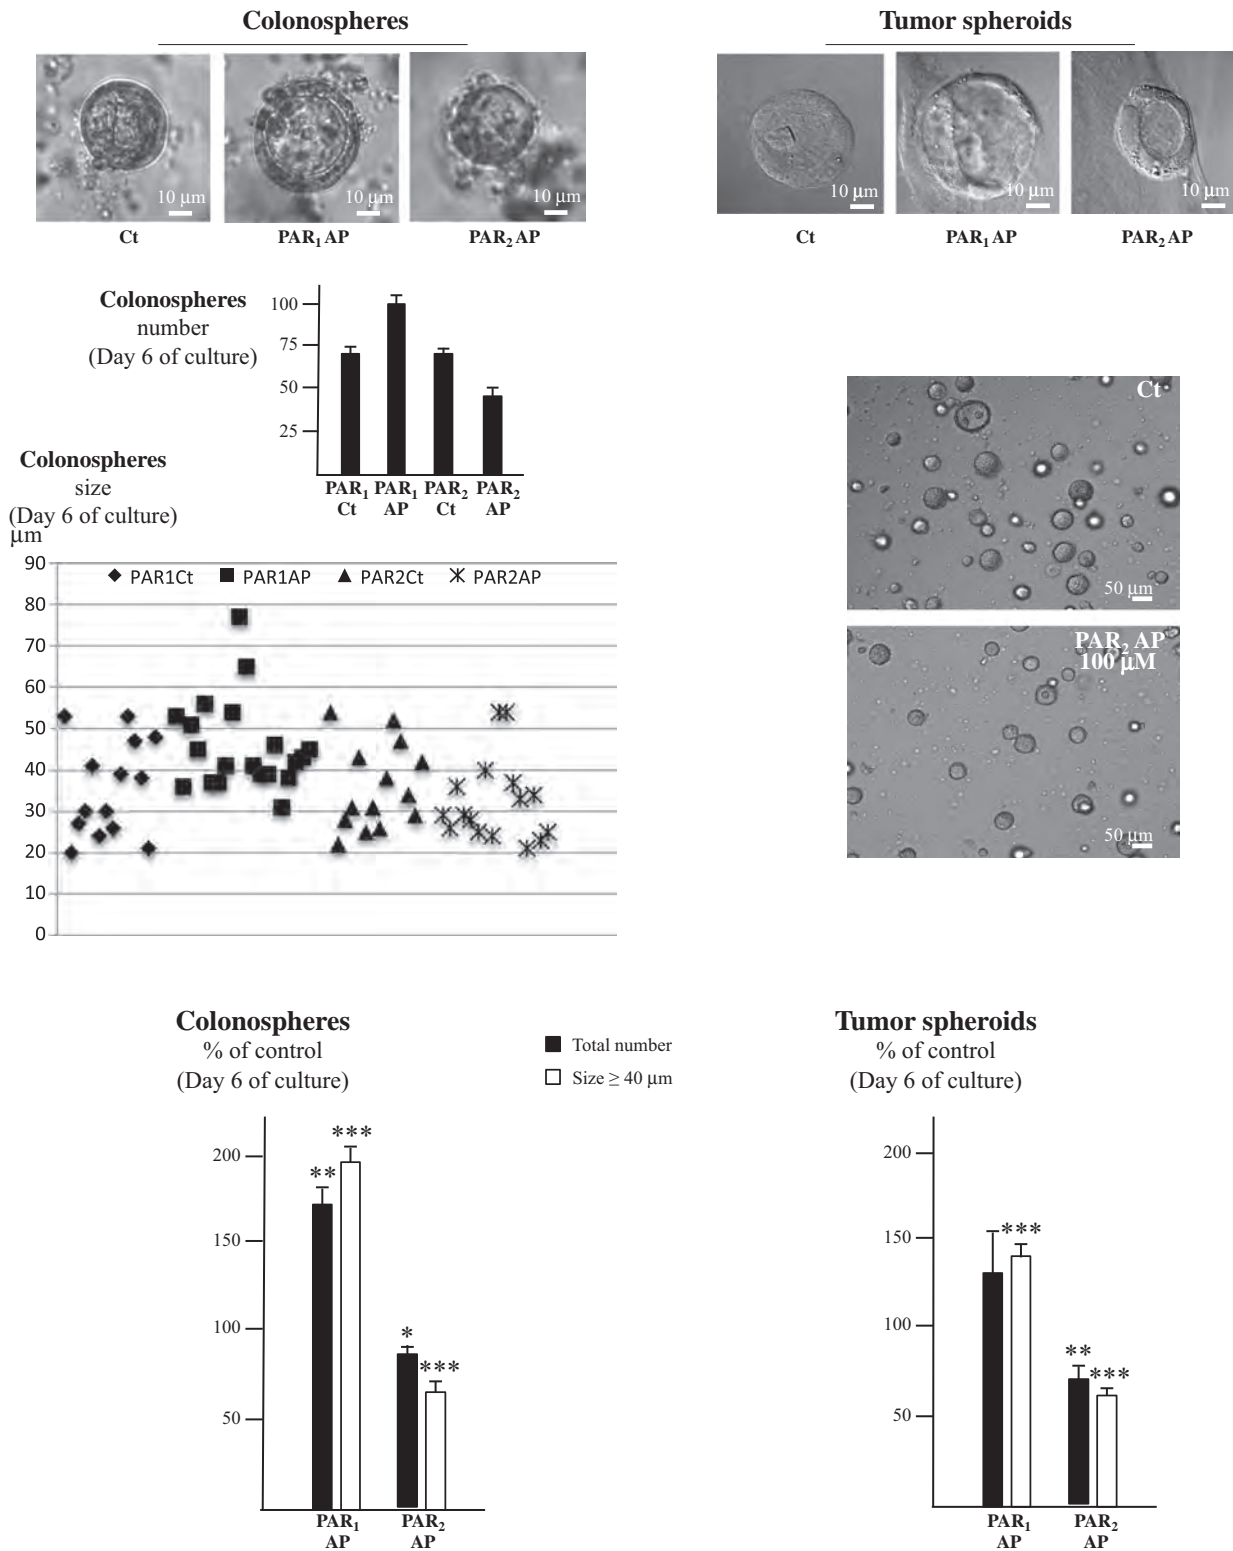 Colonospheres
Tumor spheroids
10 μm
10 μm
10 μm
10 μm
10 μm
10 μm
Ct
PAR₁ AP
PAR₂ AP
Ct
PAR₁ AP
PAR₂ AP
Colonospheres
number
(Day 6 of culture)
100
75
50
25
PAR₁ PAR₁ PAR₂ PAR₂
Ct AP Ct AP
Ct
50 μm
PAR₂ AP
100 μM
50 μm
Colonospheres
size
(Day 6 of culture)
μm
90
80
70
60
50
40
30
20
10
0
PAR1Ct PAR1AP PAR2Ct PAR2AP
Colonospheres
% of control
(Day 6 of culture)
Total number
Size ≥ 40 μm
Tumor spheroids
% of control
(Day 6 of culture)
200
150
100
50
** *** * ***
PAR₁ PAR₂
AP AP
200
150
100
50
*** ** ***
PAR₁ PAR₂
AP AP